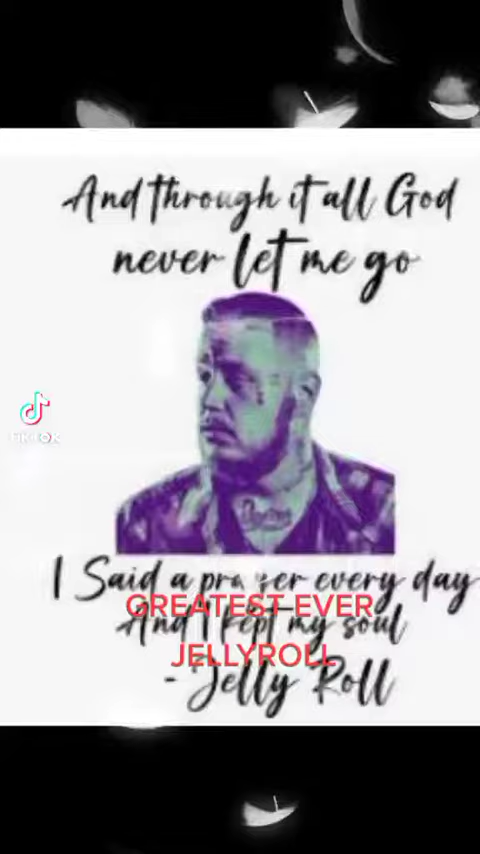 And through it all God
never let me go
TikTok
I Said a prayer every day
GREATEST EVER
And I kept my soul
JELLYROLL
- Jelly Roll